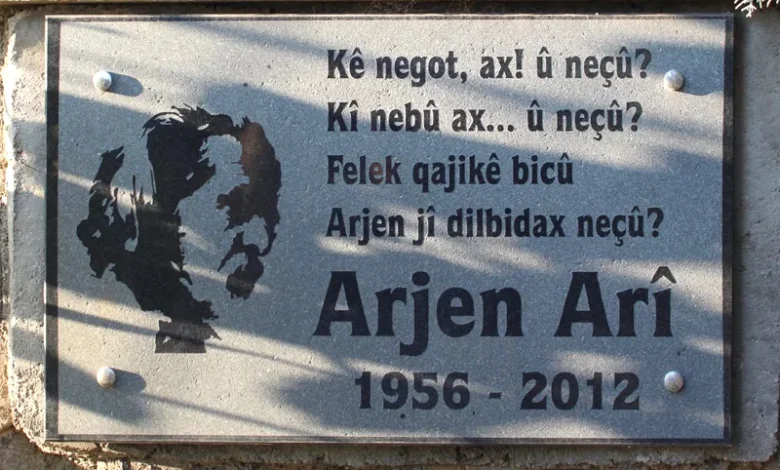 Kê negot, ax! û neçû?
Kî nebû ax... û neçû?
Felek qajikê bicû
Arjen jî dilbidax neçû?
Arjen Arî
1956 - 2012